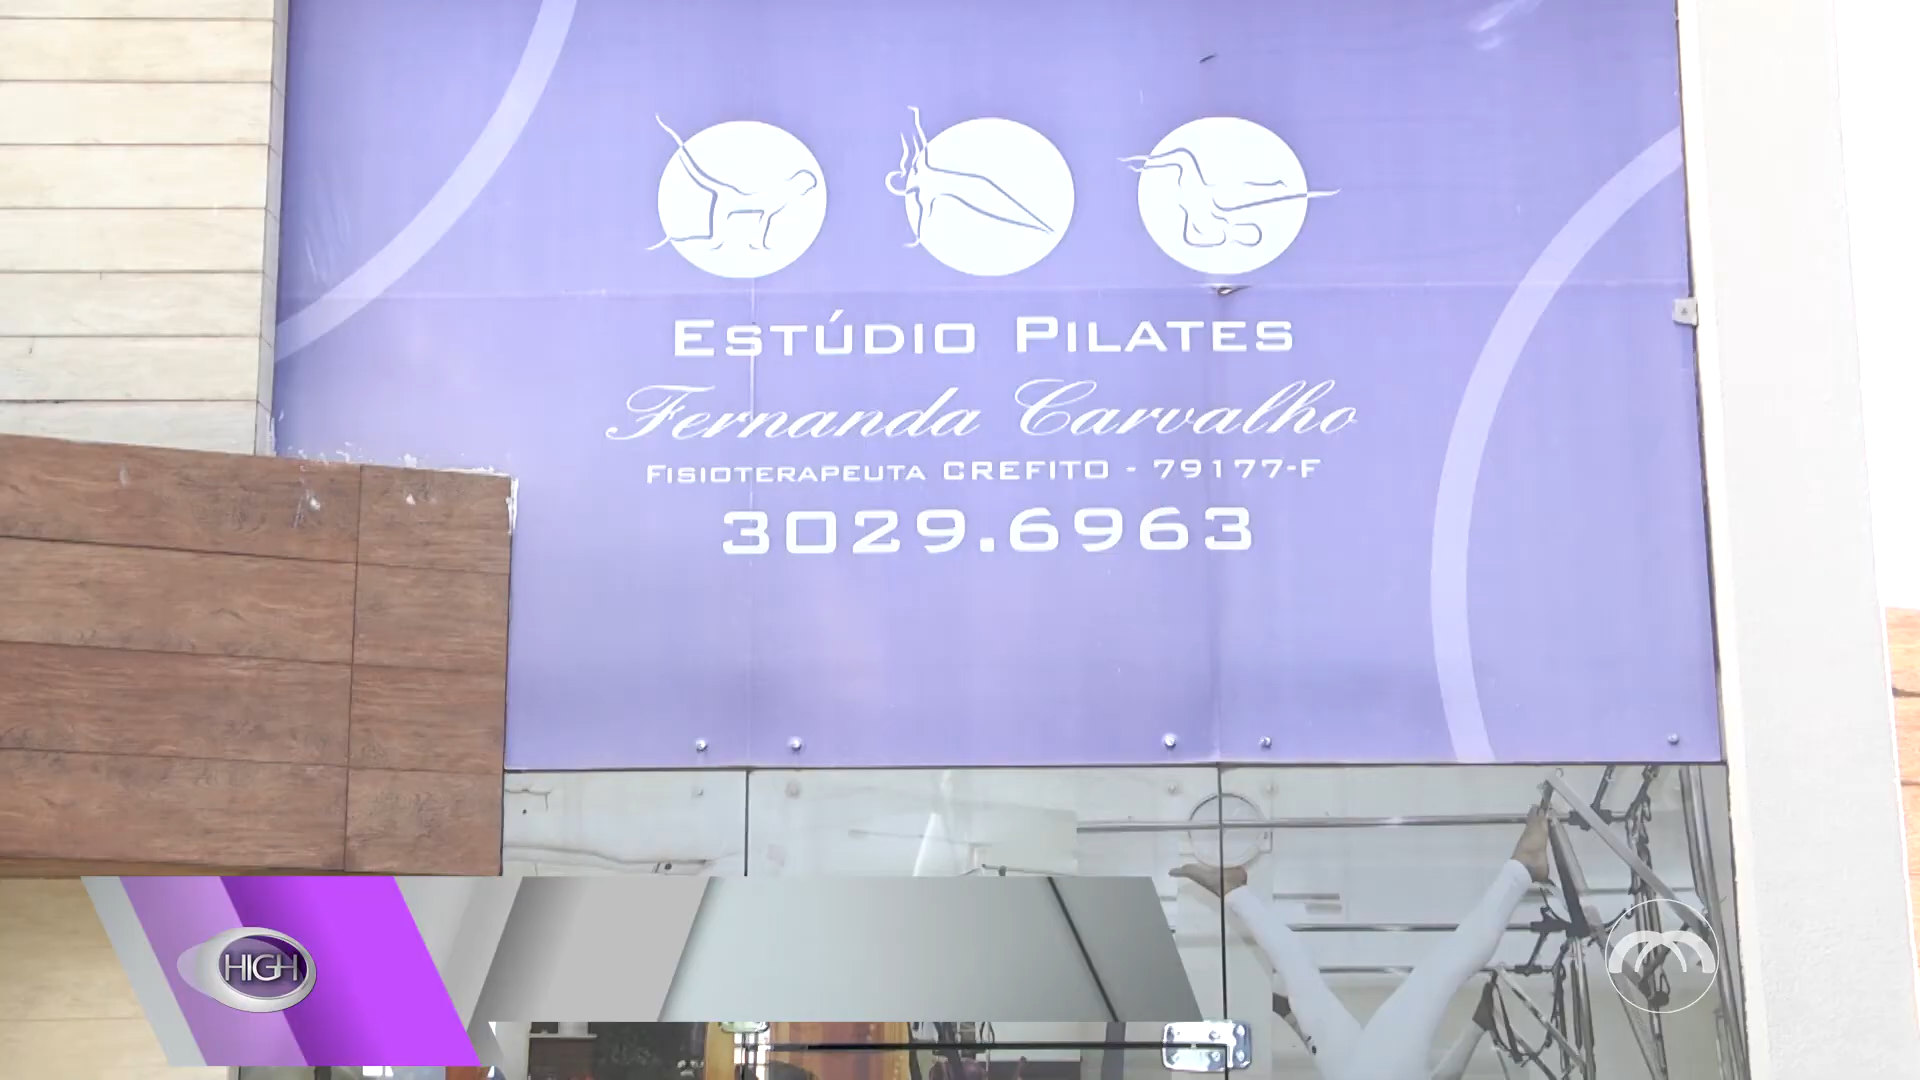 ESTÚDIO PILATES
Fernanda Carvalho
FISIOTERAPEUTA CREFITO - 79177-F
3029.6963
HIGH